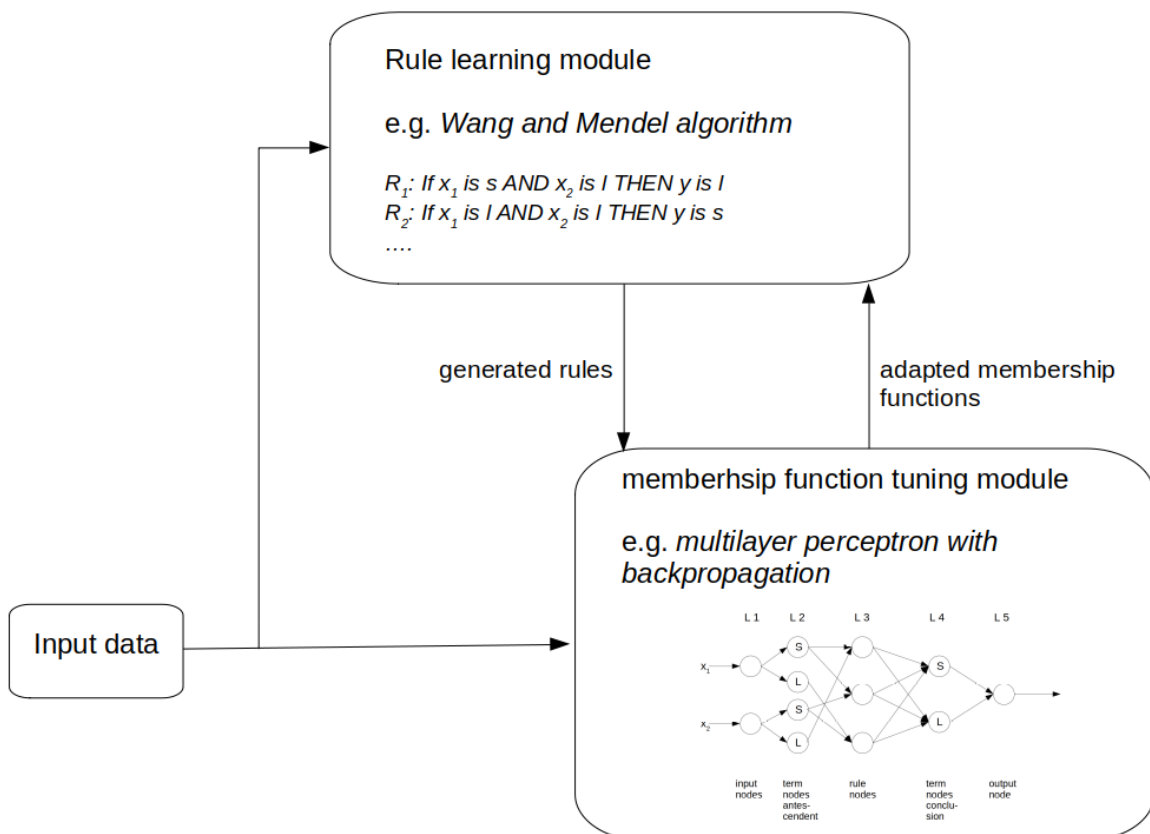 Rule learning module
e.g. Wang and Mendel algorithm
R1: If x1 is s AND x2 is l THEN y is l
R2: If x1 is l AND x2 is l THEN y is s
....
generated rules
adapted membership
functions
memberhsip function tuning module
e.g. multilayer perceptron with
backpropagation
Input data
L 1 L 2 L 3 L 4 L 5
S
x1
S
L
S
x2
L
L
input
nodes
term
nodes
antes-
cendent
rule
nodes
term
nodes
conclu-
sion
output
node